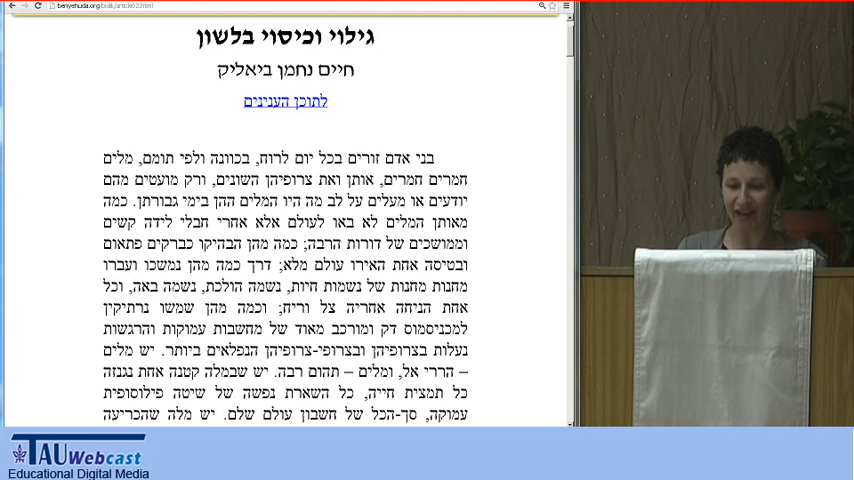 benyehuda.org/bialik/article02.html
גילוי וכיסוי בלשון
חיים נחמן ביאליק
לתוכן הענינים
בני אדם זורים בכל יום לרוח, בכוונה ולפי תומם, מלים
חמרים חמרים, אותן ואת צרופיהן השונים, ורק מועטים מהם
יודעים או מעלים על לב מה היו המלים ההן בימי גבורתן. כמה
מאותן המלים לא באו לעולם אלא אחרי חבלי לידה קשים
וממושכים של דורות הרבה; כמה מהן הבהיקו כברקים פתאום
ובטיסה אחת האירו עולם מלא; דרך כמה מהן נמשכו ועברו
מחנות מחנות של נשמות חיות, נשמה הולכת, נשמה באה, וכל
אחת הניחה אחריה צל וריח; וכמה מהן שמשו נרתיקין
למכניסמוס דק ומורכב מאוד של מחשבות עמוקות והרגשות
נעלות בצרופיהן ובצרופי-צרופיהן הנפלאים ביותר. יש מלים
– הררי אל, ומלים – תהום רבה. יש שבמלה קטנה אחת נגנזה
כל תמצית חייה, כל השארת נפשה של שיטה פילוסופית
עמוקה, סך-הכל של חשבון עולם שלם. יש מלה שהכריעה
TAU Webcast
Educational Digital Media